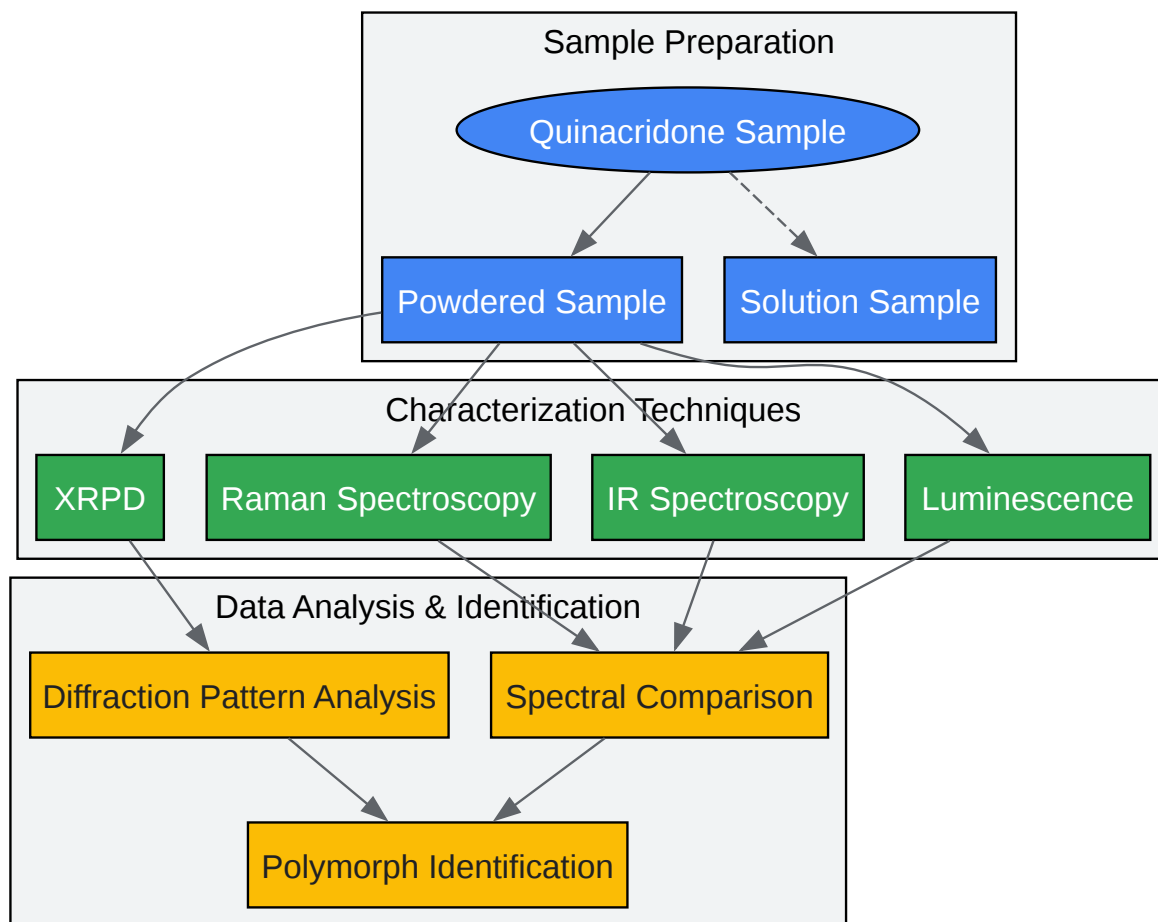 Sample Preparation
Quinacridone Sample
Powdered Sample
Solution Sample
Characterization Techniques
XRPD
Raman Spectroscopy
IR Spectroscopy
Luminescence
Data Analysis & Identification
Diffraction Pattern Analysis
Spectral Comparison
Polymorph Identification